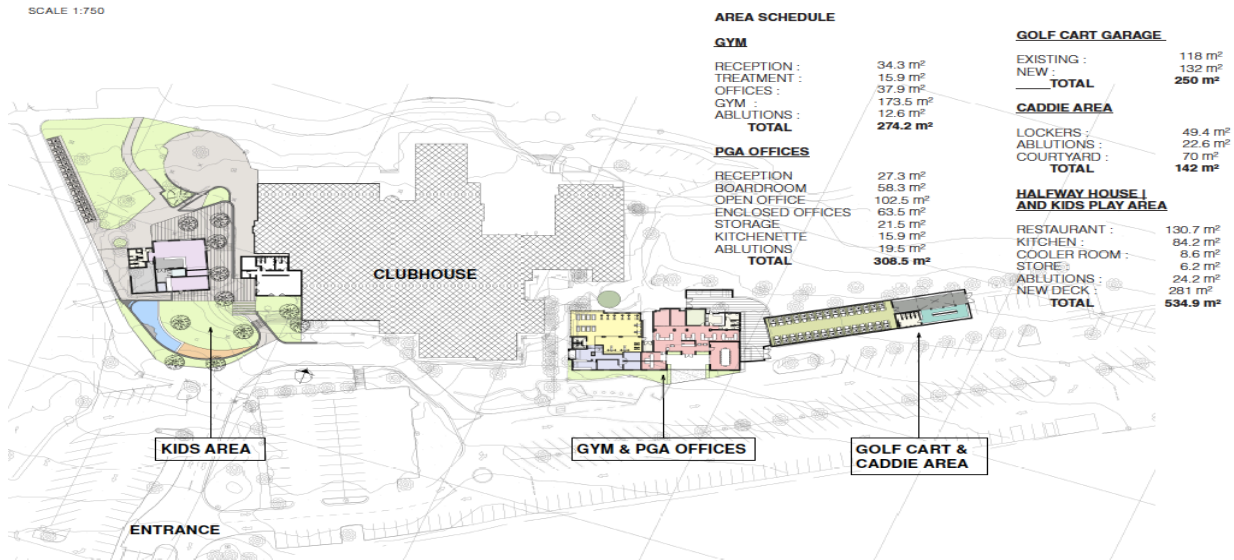 SCALE 1:750
AREA SCHEDULE
GYM
RECEPTION : 34.3 m²
TREATMENT : 15.9 m²
OFFICES : 37.9 m²
GYM : 173.5 m²
ABLUTIONS : 12.6 m²
TOTAL 274.2 m²
PGA OFFICES
RECEPTION 27.3 m²
BOARDROOM 58.3 m²
OPEN OFFICE 102.5 m²
ENCLOSED OFFICES 63.5 m²
STORAGE 21.5 m²
KITCHENETTE 15.9 m²
ABLUTIONS 19.5 m²
TOTAL 308.5 m²
GOLF CART GARAGE
EXISTING : 118 m²
NEW : 132 m²
TOTAL 250 m²
CADDIE AREA
LOCKERS : 49.4 m²
ABLUTIONS : 22.6 m²
COURTYARD : 70 m²
TOTAL 142 m²
HALFWAY HOUSE |
AND KIDS PLAY AREA
RESTAURANT : 130.7 m²
KITCHEN : 84.2 m²
COOLER ROOM : 8.6 m²
STORE : 6.2 m²
ABLUTIONS : 24.2 m²
NEW DECK : 281 m²
TOTAL 534.9 m²
CLUBHOUSE
KIDS AREA
GYM & PGA OFFICES
GOLF CART &
CADDIE AREA
ENTRANCE